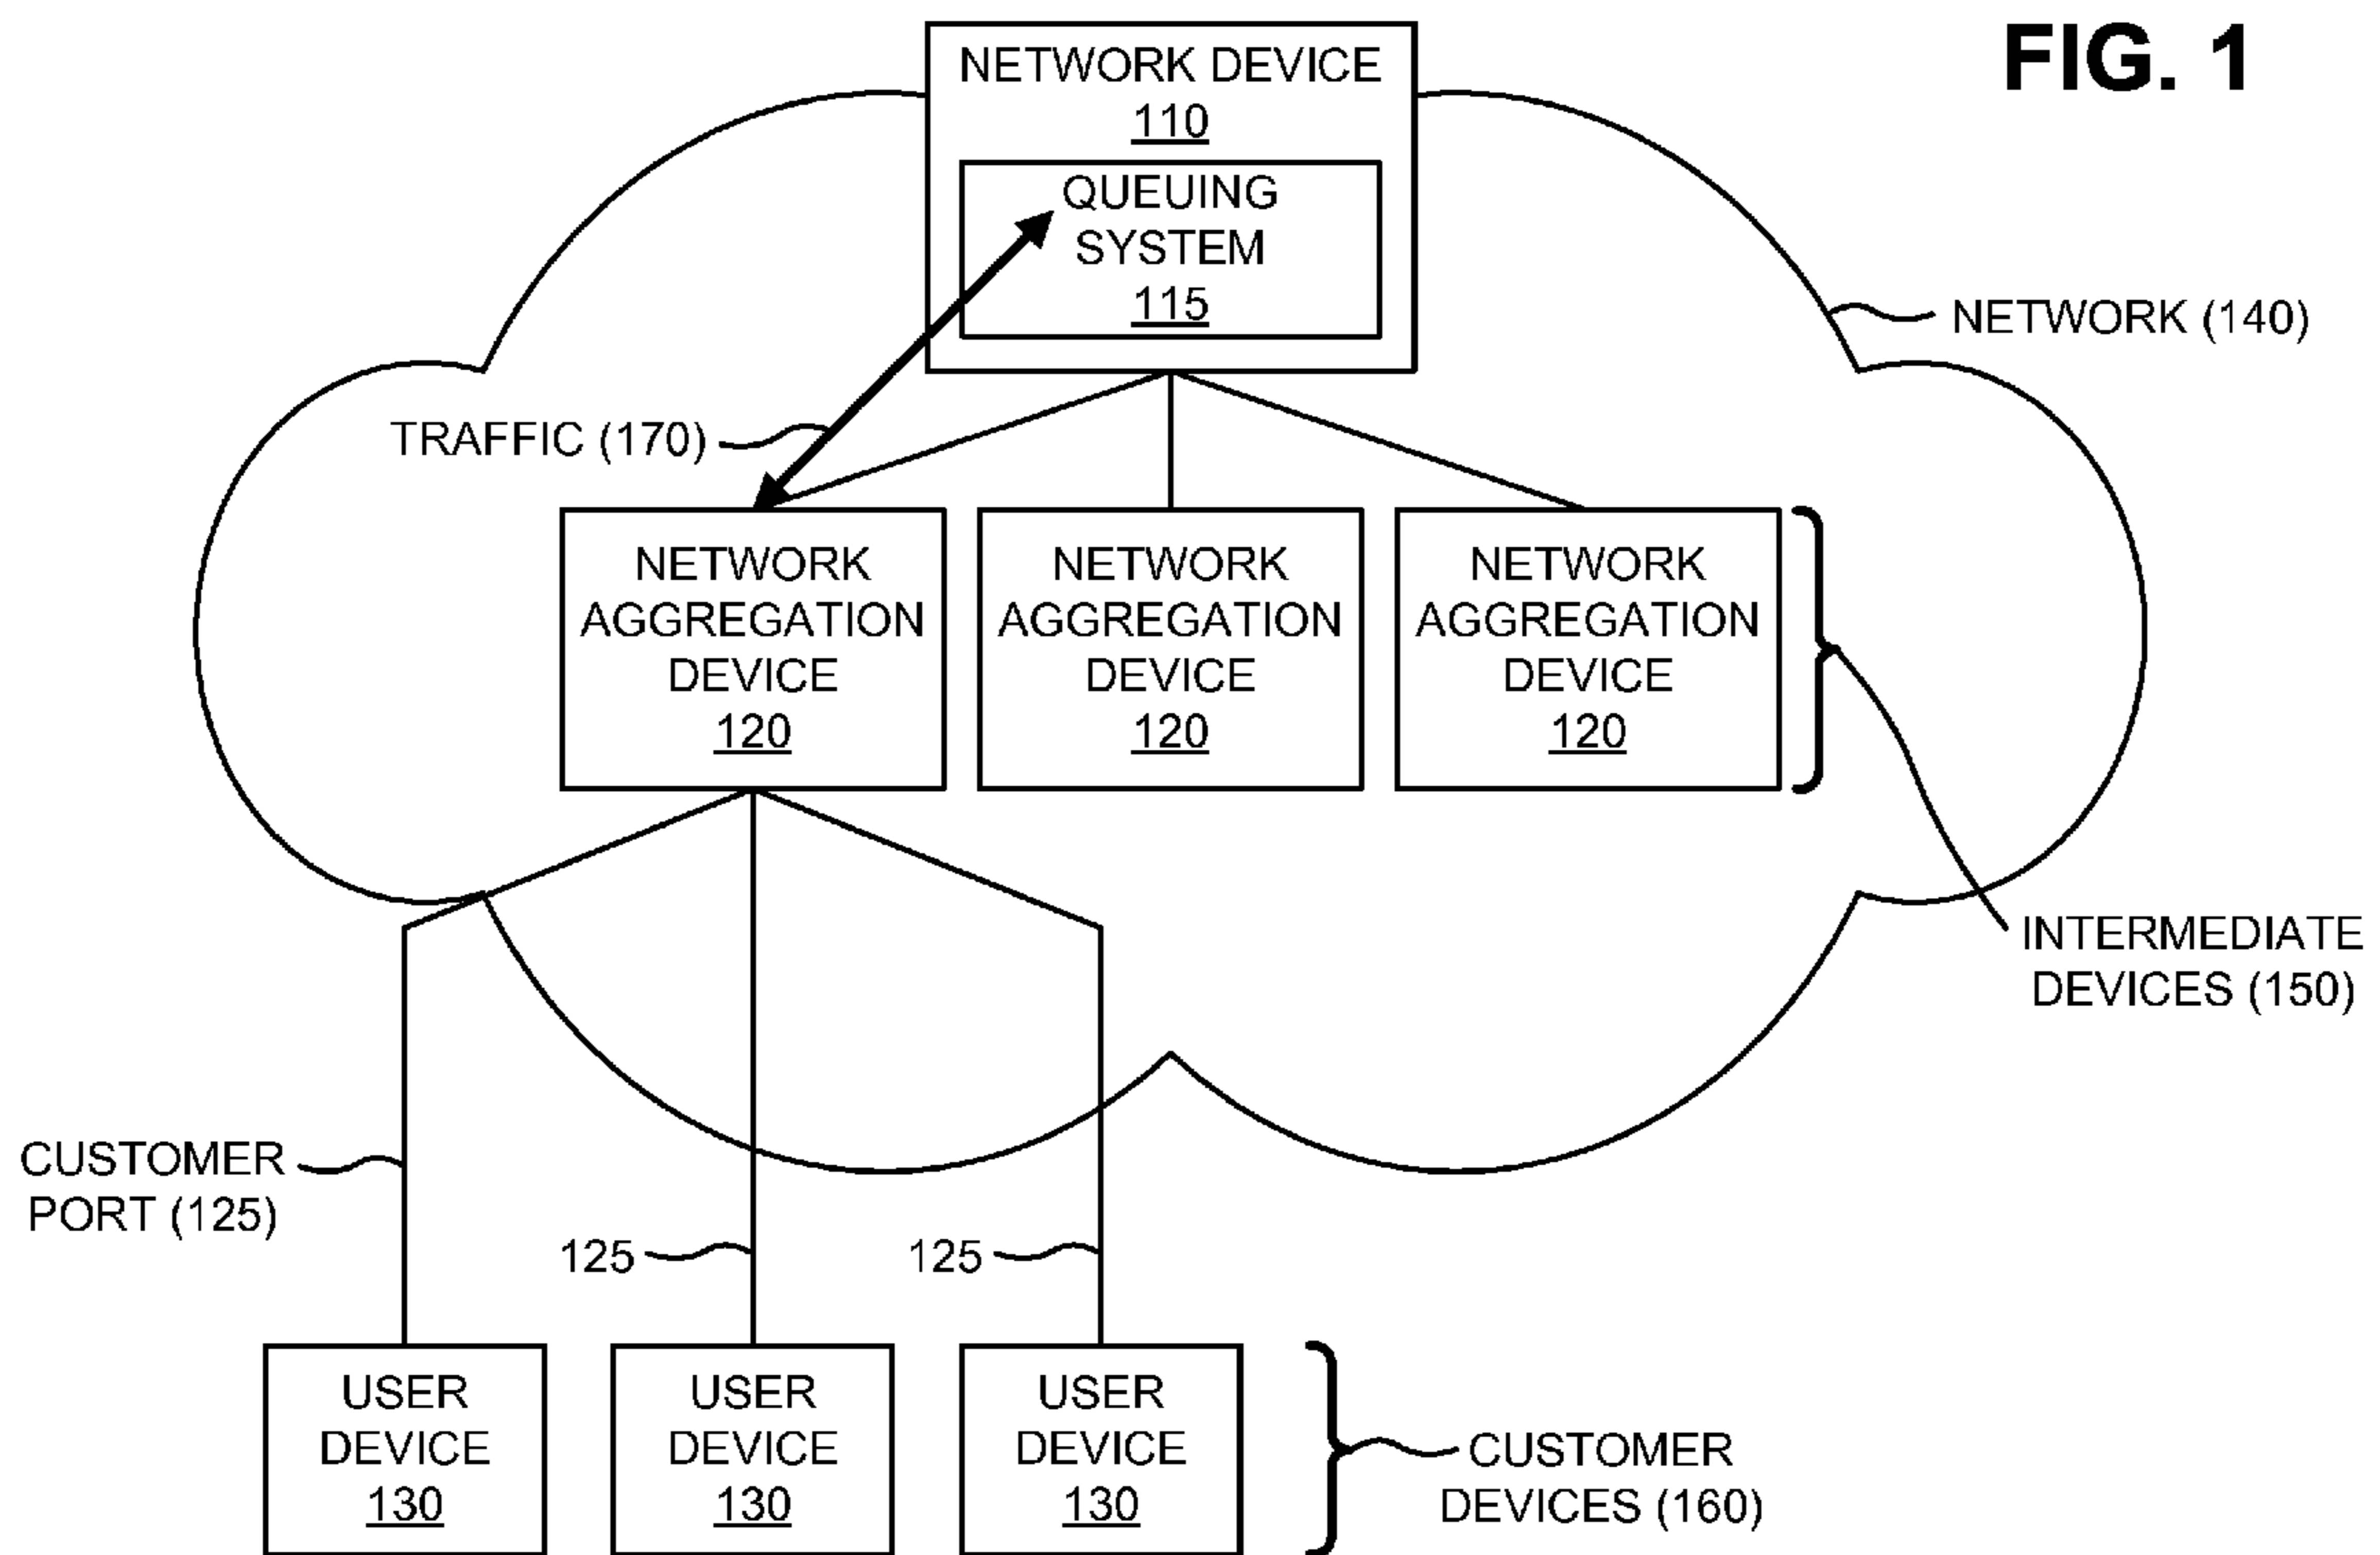 FIG. 1
NETWORK DEVICE
110
QUEUING
SYSTEM
115
NETWORK (140)
TRAFFIC (170)
NETWORK
AGGREGATION
DEVICE
120
NETWORK
AGGREGATION
DEVICE
120
NETWORK
AGGREGATION
DEVICE
120
INTERMEDIATE
DEVICES (150)
CUSTOMER
PORT (125)
125
125
USER
DEVICE
130
USER
DEVICE
130
USER
DEVICE
130
CUSTOMER
DEVICES (160)